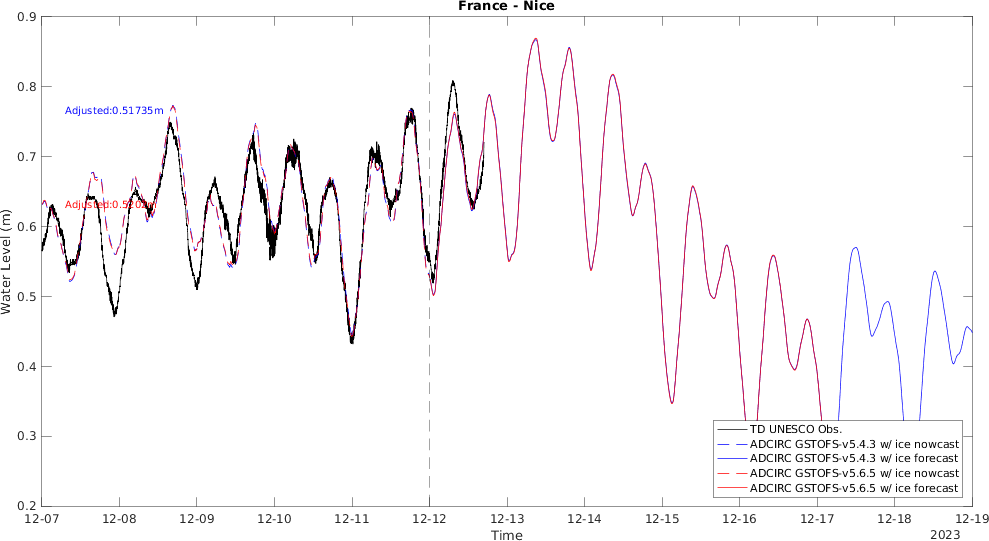 France - Nice
0.9
0.8
0.7
0.6
0.5
0.4
0.3
0.2
Water Level (m)
Adjusted:0.51735m
TD UNESCO Obs.
ADCIRC GSTOFS-v5.4.3 w/ ice nowcast
ADCIRC GSTOFS-v5.4.3 w/ ice forecast
ADCIRC GSTOFS-v5.6.5 w/ ice nowcast
ADCIRC GSTOFS-v5.6.5 w/ ice forecast
12-07 12-08 12-09 12-10 12-11 12-12 12-13 12-14 12-15 12-16 12-17 12-18 12-19
Time
2023